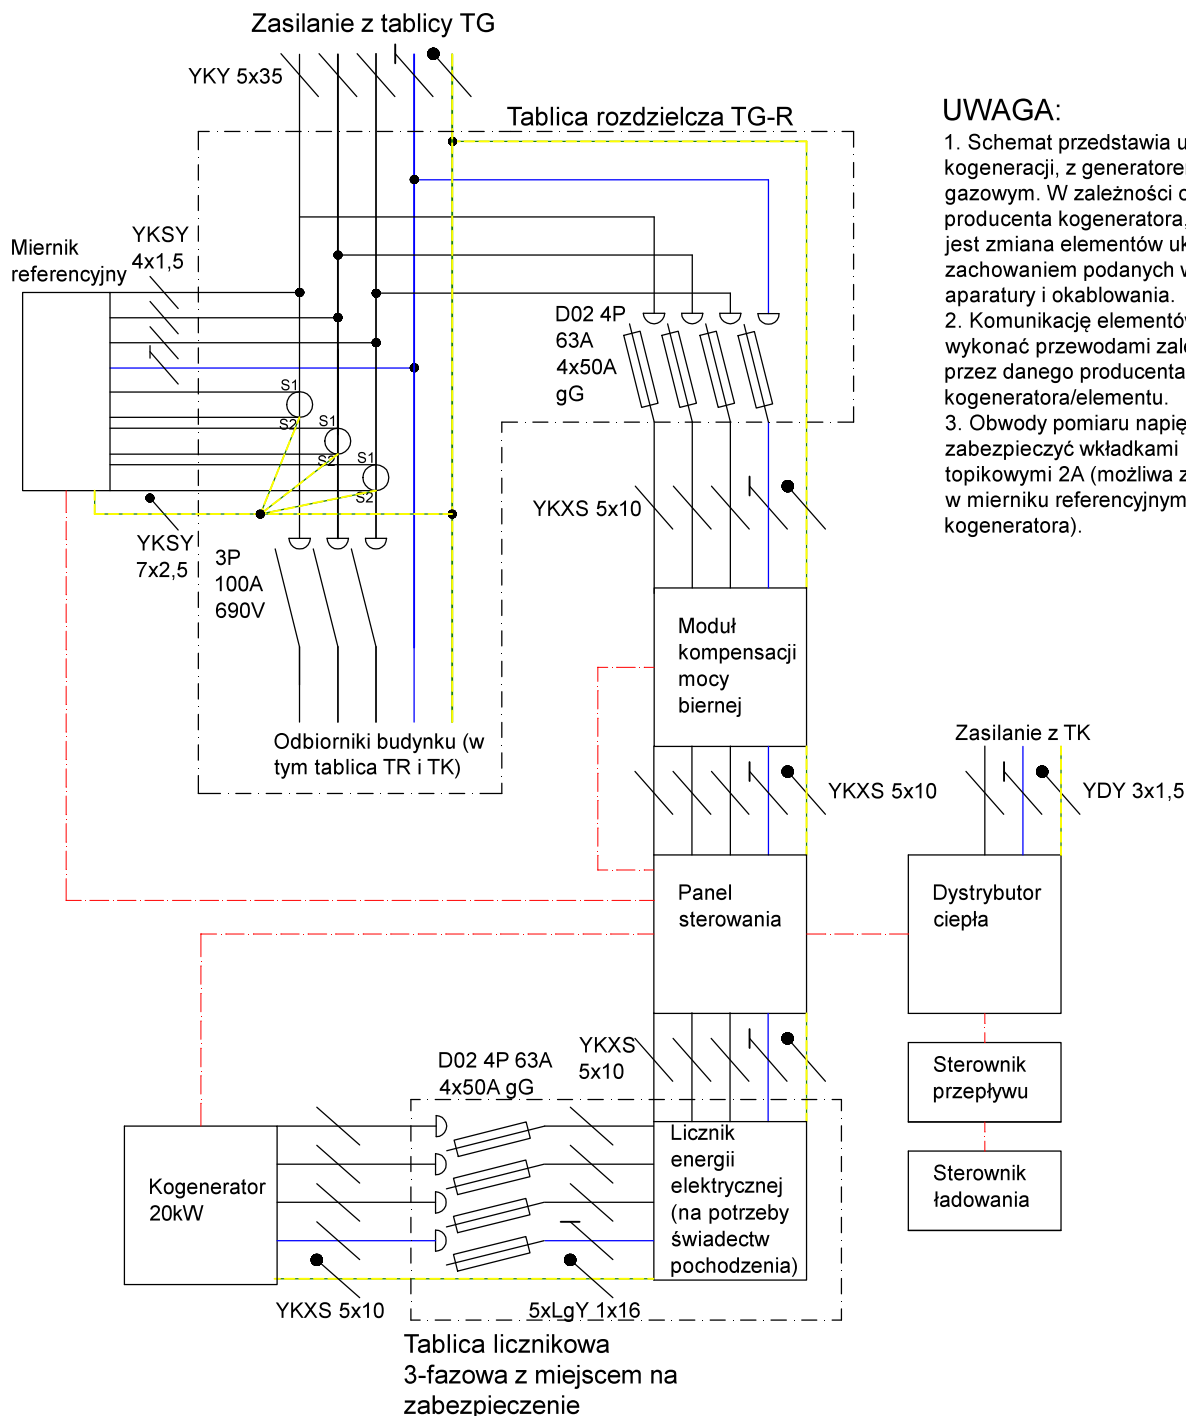 Zasilanie z tablicy TG
YKY 5x35
Tablica rozdzielcza TG-R
UWAGA:
1. Schemat przedstawia u
kogeneracji, z generatore
gazowym. W zależności
producenta kogeneratora,
jest zmiana elementów uk
zachowaniem podanych w
aparatury i okablowania.
2. Komunikację elementów
wykonać przewodami zale
przez danego producenta
kogeneratora/elementu.
3. Obwody pomiaru napię
zabezpieczyć wkładkami
topikowymi 2A (możliwa z
w mierniku referencyjnym
kogeneratora).
Miernik
referencyjny
YKSY
4x1,5
S1
S2
S1
S2
S1
S2
YKSY
7x2,5
3P
100A
690V
D02 4P
63A
4x50A
gG
YKXS 5x10
Odbiorniki budynku (w
tym tablica TR i TK)
Moduł
kompensacji
mocy
biernej
YKXS 5x10
Zasilanie z TK
YDY 3x1,5
Panel
sterowania
Dystrybutor
ciepła
Sterownik
przepływu
Sterownik
ładowania
YKXS
5x10
D02 4P 63A
4x50A gG
Kogenerator
20kW
Licznik
energii
elektrycznej
(na potrzeby
świadectw
pochodzenia)
YKXS 5x10
5xLgY 1x16
Tablica licznikowa
3-fazowa z miejscem na
zabezpieczenie